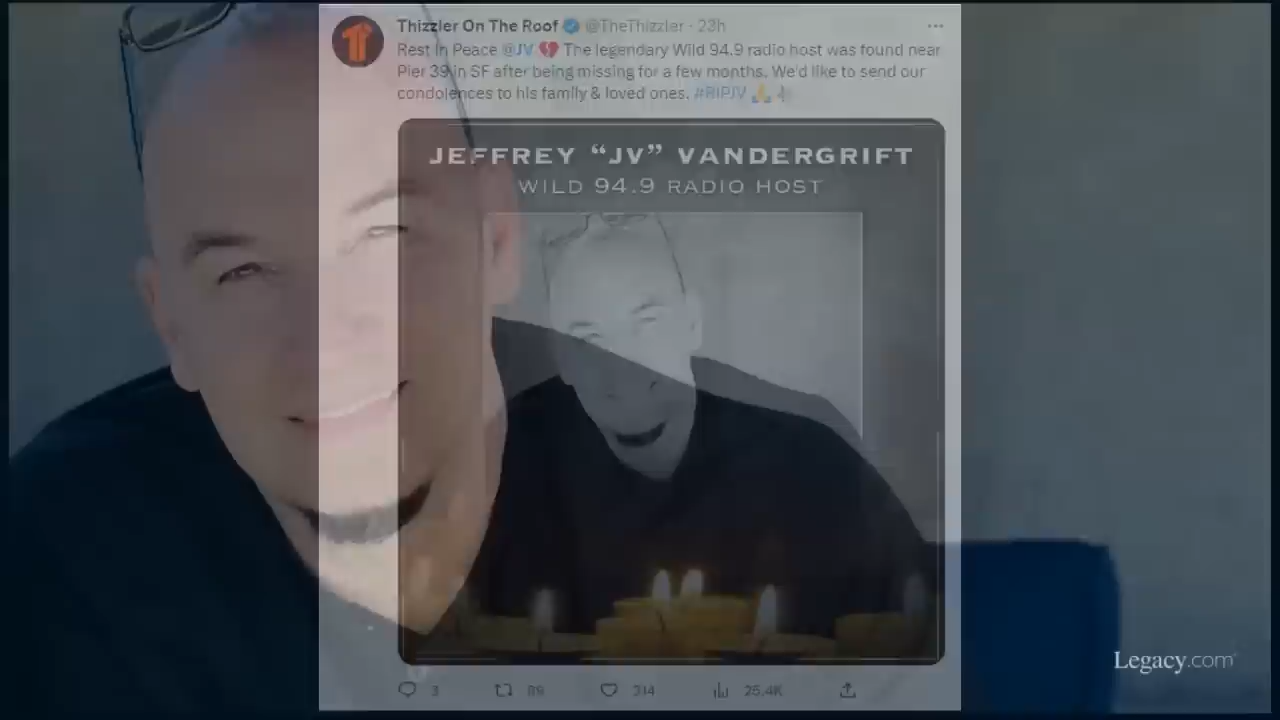 Thizzler On The Roof @TheThizzler · 23h
Rest In Peace @JV 💔 The legendary Wild 94.9 radio host was found near
Pier 39 in SF after being missing for a few months. We'd like to send our
condolences to his family & loved ones. #RIPJV 🙏
JEFFREY “JV” VANDERGRIFT
WILD 94.9 RADIO HOST
3 89 314 25.4K
Legacy.com